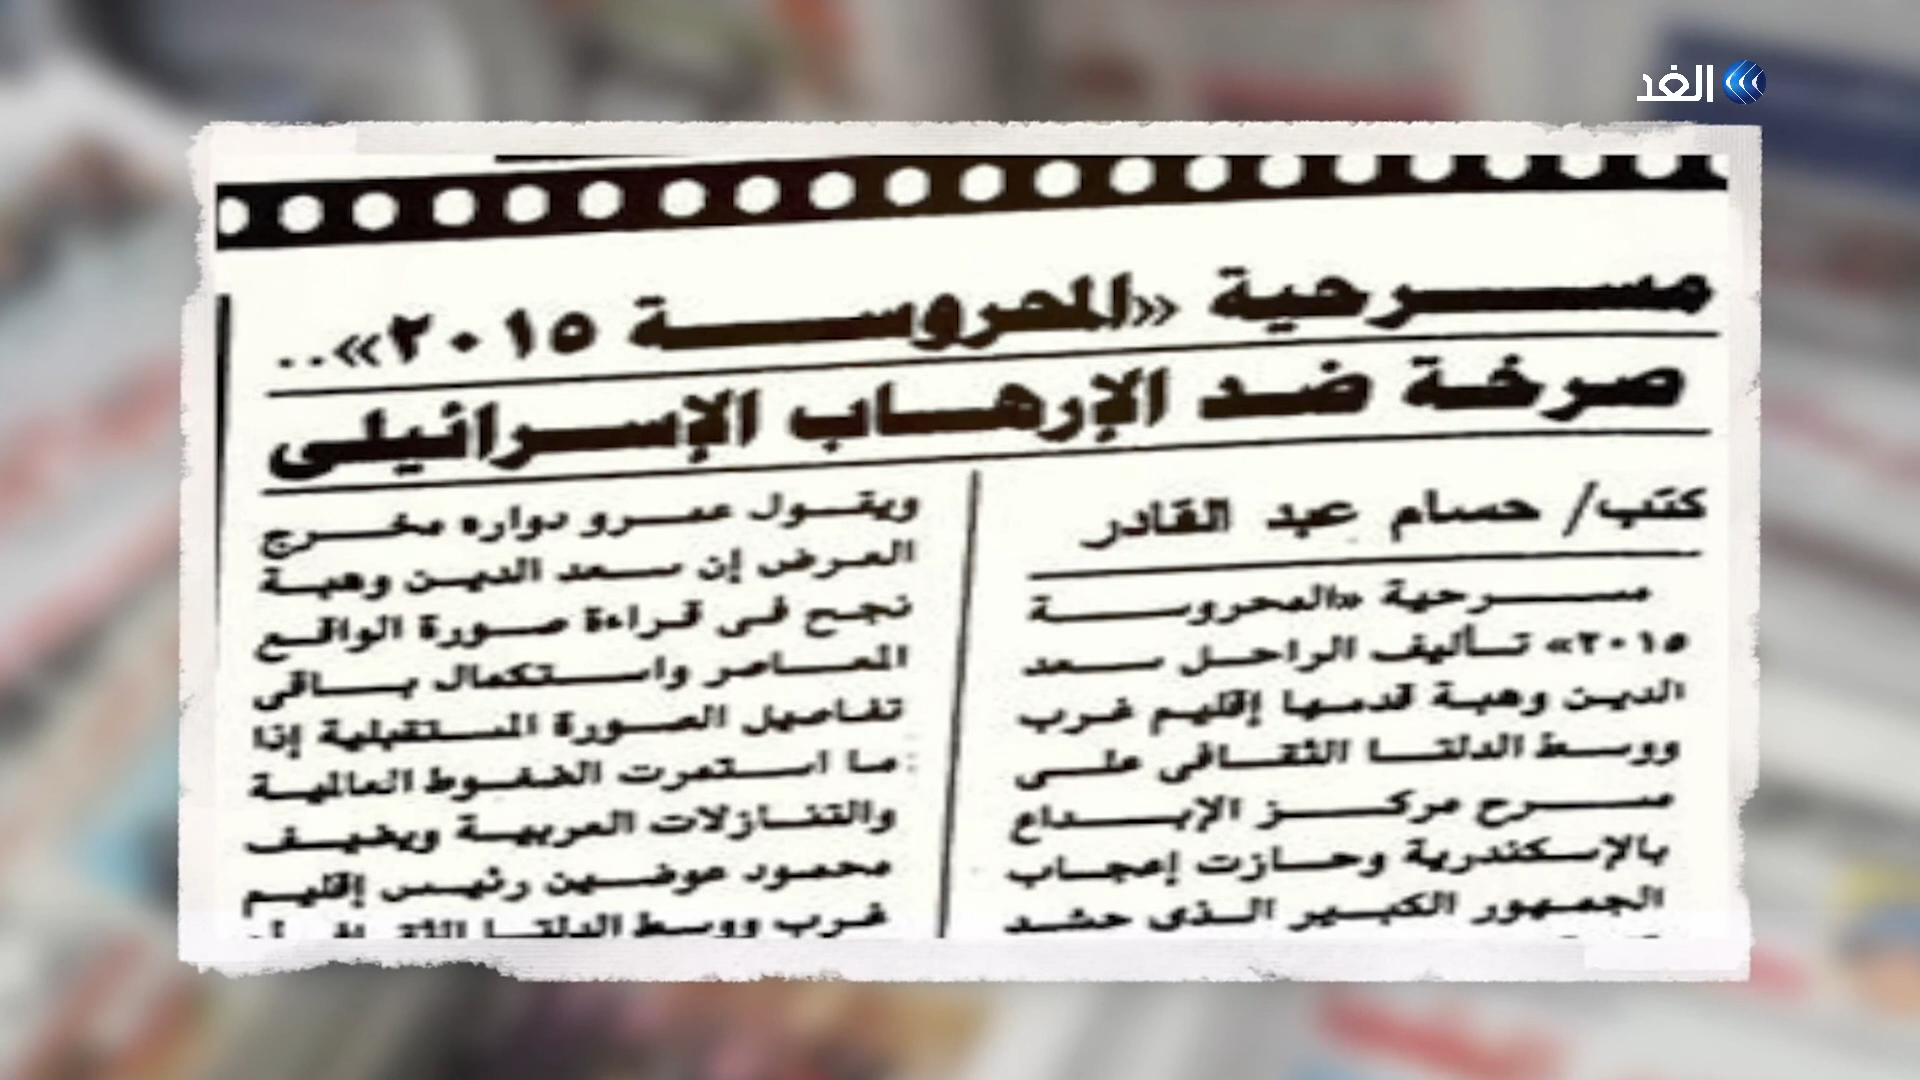 الغد
مسرحية «المحروسة ٢٠١٥»..
صرخة ضد الإرهاب الإسرائيلى
كتب/ حسام عبد القادر
مسرحية «المحروسة
٢٠١٥» تأليف الراحل سعد
الدين وهبة قدمها إقليم غرب
ووسط الدلتا الثقافى على
مسرح مركز الإبداع
بالإسكندرية وحازت إعجاب
الجمهور الكبير الذى حشد
ويقول عمرو دواره مخرج
العرض إن سعد الدين وهبة
نجح فى قراءة صورة الواقع
المعاصر واستكمال باقى
تفاصيل الصورة المستقبلية إذا
ما استمرت الضغوط العالمية
والتنازلات العربية ويضيف
محمود عوضين رئيس إقليم
غرب ووسط الدلتا